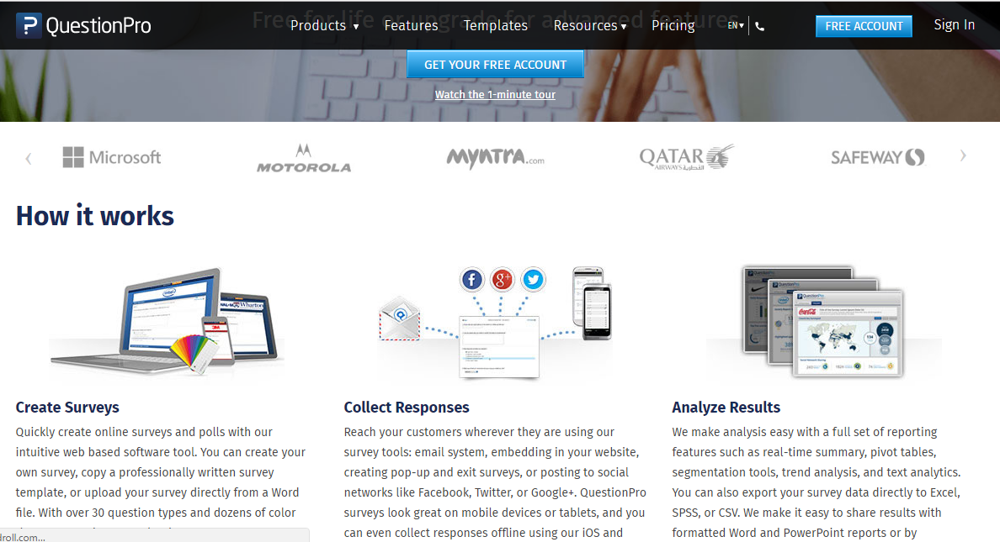 Free for life or upgrade for advanced features
QuestionPro
Products ▾
Features
Templates
Resources ▾
Pricing
EN ▾
FREE ACCOUNT
Sign In
GET YOUR FREE ACCOUNT
Watch the 1-minute tour
Microsoft
MOTOROLA
Myntra.com
QATAR
AIRWAYS القطرية
SAFEWAY
How it works
intel
WAL-MART
Wharton
3M
QuestionPro
Coca-Cola
Create Surveys
Quickly create online surveys and polls with our
intuitive web based software tool. You can create your
own survey, copy a professionally written survey
template, or upload your survey directly from a Word
file. With over 30 question types and dozens of color
Collect Responses
Reach your customers wherever they are using our
survey tools: email system, embedding in your website,
creating pop-up and exit surveys, or posting to social
networks like Facebook, Twitter, or Google+. QuestionPro
surveys look great on mobile devices or tablets, and you
can even collect responses offline using our iOS and
Analyze Results
We make analysis easy with a full set of reporting
features such as real-time summary, pivot tables,
segmentation tools, trend analysis, and text analytics.
You can also export your survey data directly to Excel,
SPSS, or CSV. We make it easy to share results with
formatted Word and PowerPoint reports or by
droll.com...